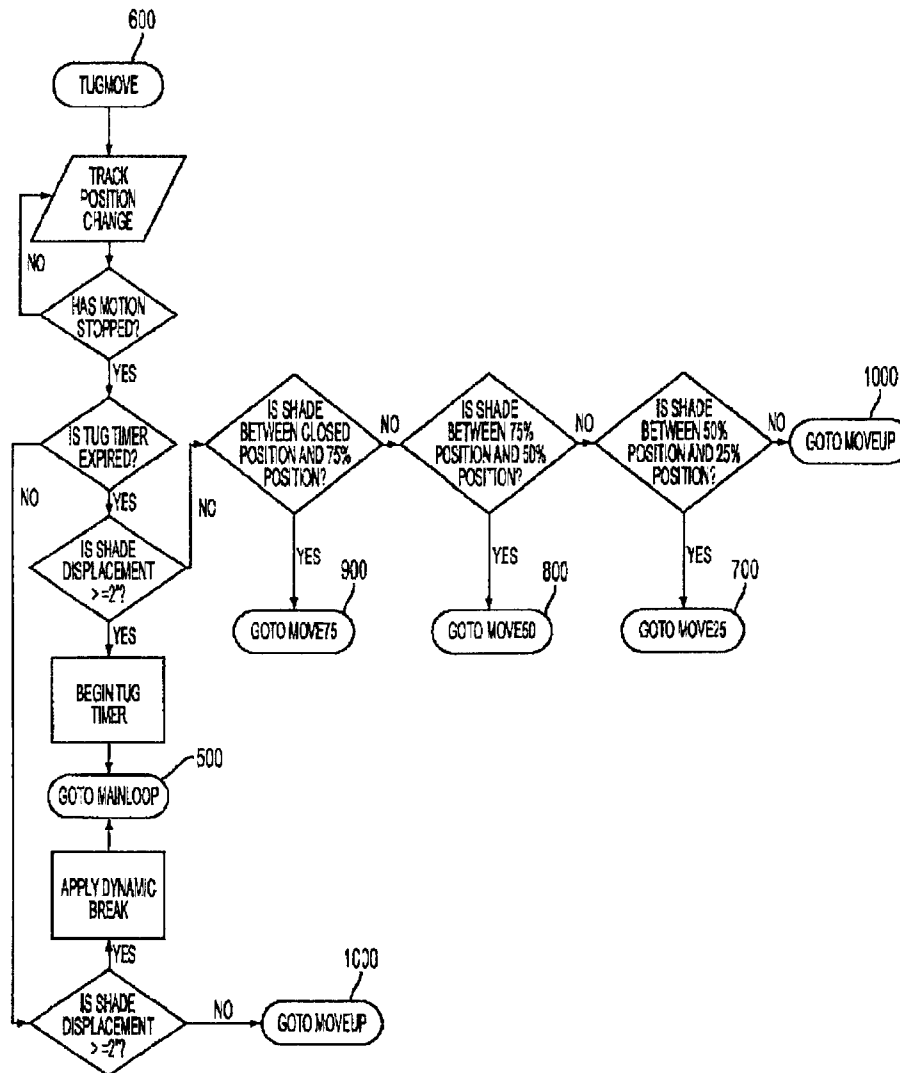 600
TUGMOVE
TRACK
POSITION
CHANGE
NO
HAS MOTION
STOPPED?
YES
IS TUG TIMER
EXPIRED?
NO
YES
IS SHADE
DISPLACEMENT
>=2"?
NO
YES
IS SHADE
BETWEEN CLOSED
POSITION AND 75%
POSITION?
NO
YES
900
GOTO MOVE75
IS SHADE
BETWEEN 75%
POSITION AND 50%
POSITION?
NO
YES
800
GOTO MOVE50
IS SHADE
BETWEEN 50%
POSITION AND 25%
POSITION?
NO
YES
700
GOTO MOVE25
1000
GOTO MOVEUP
BEGIN TUG
TIMER
500
GOTO MAINLOOP
APPLY DYNAMIC
BREAK
YES
IS SHADE
DISPLACEMENT
>=2"?
NO
1000
GOTO MOVEUP